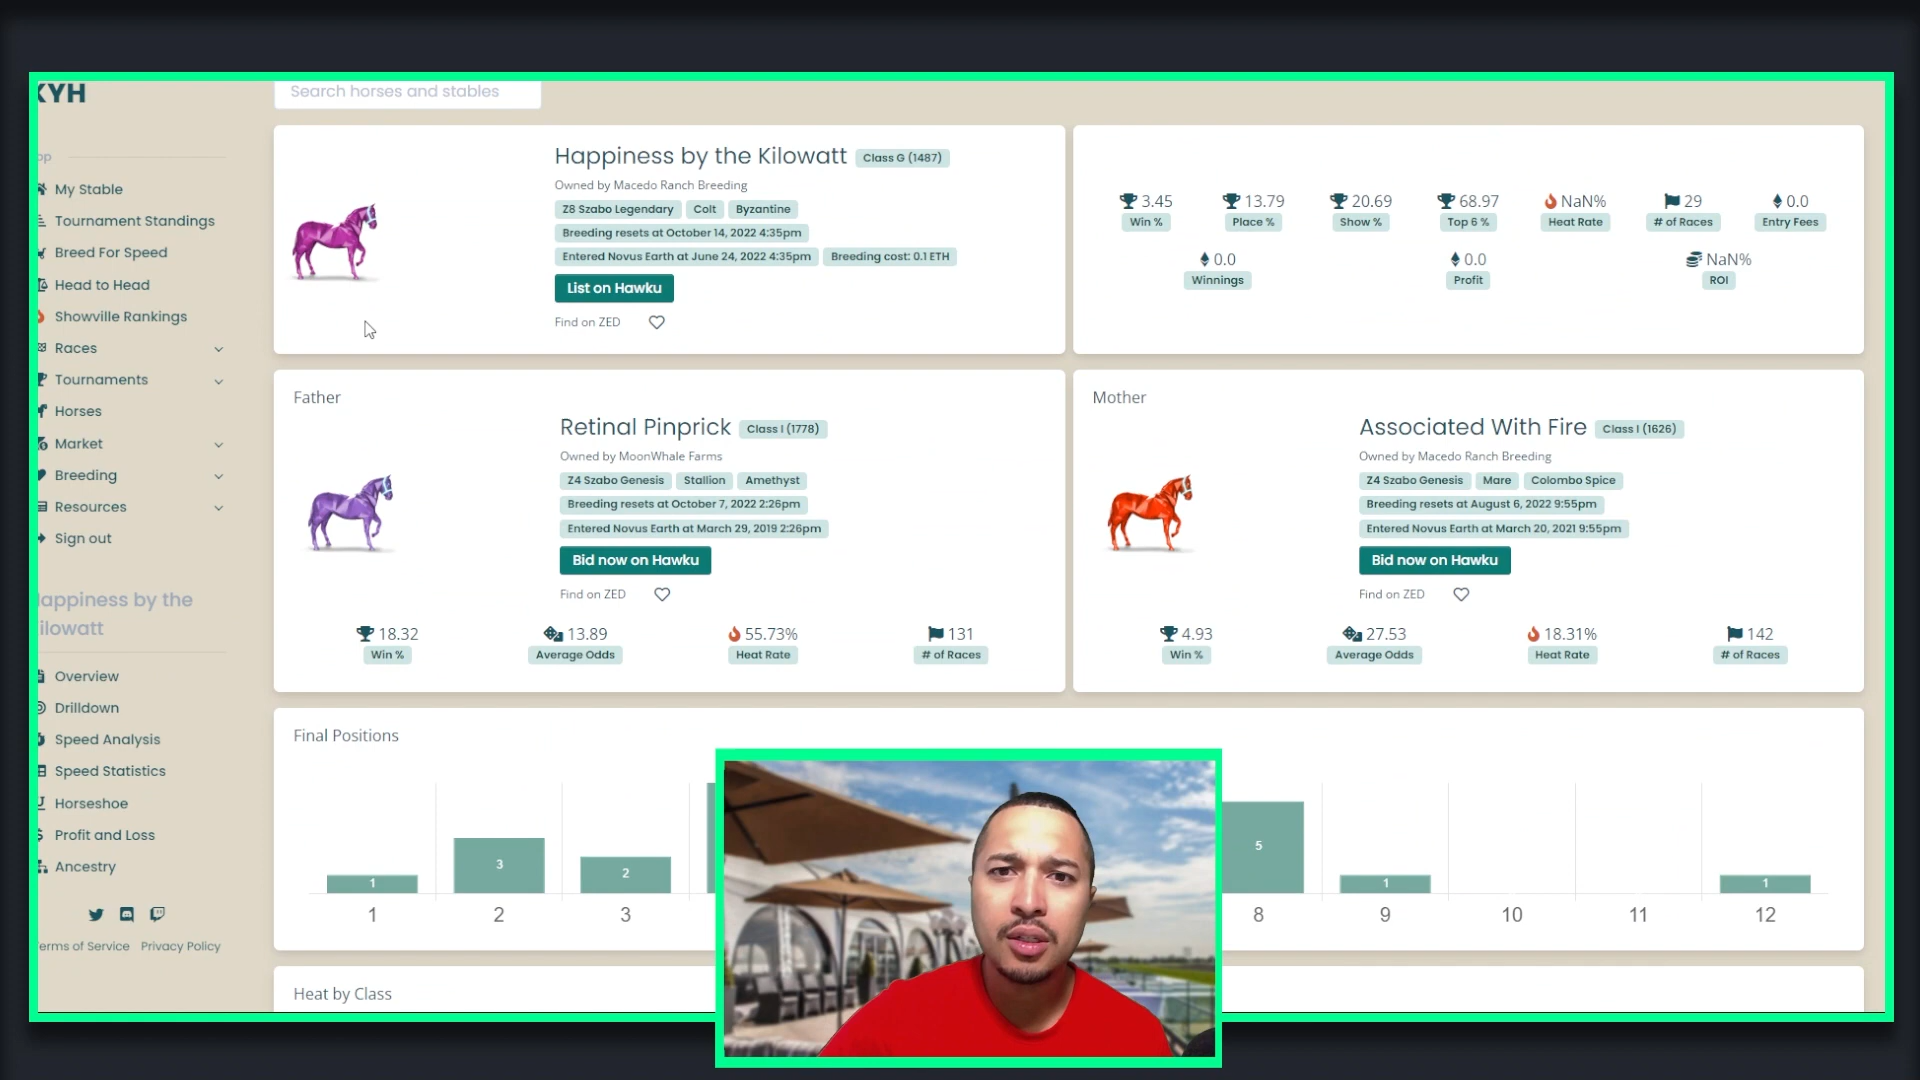 KYH
Search horses and stables
op
My Stable
Tournament Standings
Breed For Speed
Head to Head
Showville Rankings
Races
Tournaments
Horses
Market
Breeding
Resources
Sign out
appiness by the
ilowatt
Overview
Drilldown
Speed Analysis
Speed Statistics
Horseshoe
Profit and Loss
Ancestry
erms of Service Privacy Policy
Happiness by the Kilowatt Class G (1487)
Owned by Macedo Ranch Breeding
Z8 Szabo Legendary Colt Byzantine
Breeding resets at October 14, 2022 4:35pm
Entered Novus Earth at June 24, 2022 4:35pm Breeding cost: 0.1 ETH
List on Hawku
Find on ZED
3.45 13.79 20.69 68.97 NaN% 29 0.0
Win % Place % Show % Top 6 % Heat Rate # of Races Entry Fees
0.0 0.0 NaN%
Winnings Profit ROI
Father
Retinal Pinprick Class I (1778)
Owned by MoonWhale Farms
Z4 Szabo Genesis Stallion Amethyst
Breeding resets at October 7, 2022 2:26pm
Entered Novus Earth at March 29, 2019 2:26pm
Bid now on Hawku
Find on ZED
18.32 13.89 55.73% 131
Win % Average Odds Heat Rate # of Races
Mother
Associated With Fire Class I (1626)
Owned by Macedo Ranch Breeding
Z4 Szabo Genesis Mare Colombo Spice
Breeding resets at August 6, 2022 9:55pm
Entered Novus Earth at March 20, 2021 9:55pm
Bid now on Hawku
Find on ZED
4.93 27.53 18.31% 142
Win % Average Odds Heat Rate # of Races
Final Positions
1 3 2 5 1 1
1 2 3 8 9 10 11 12
Heat by Class